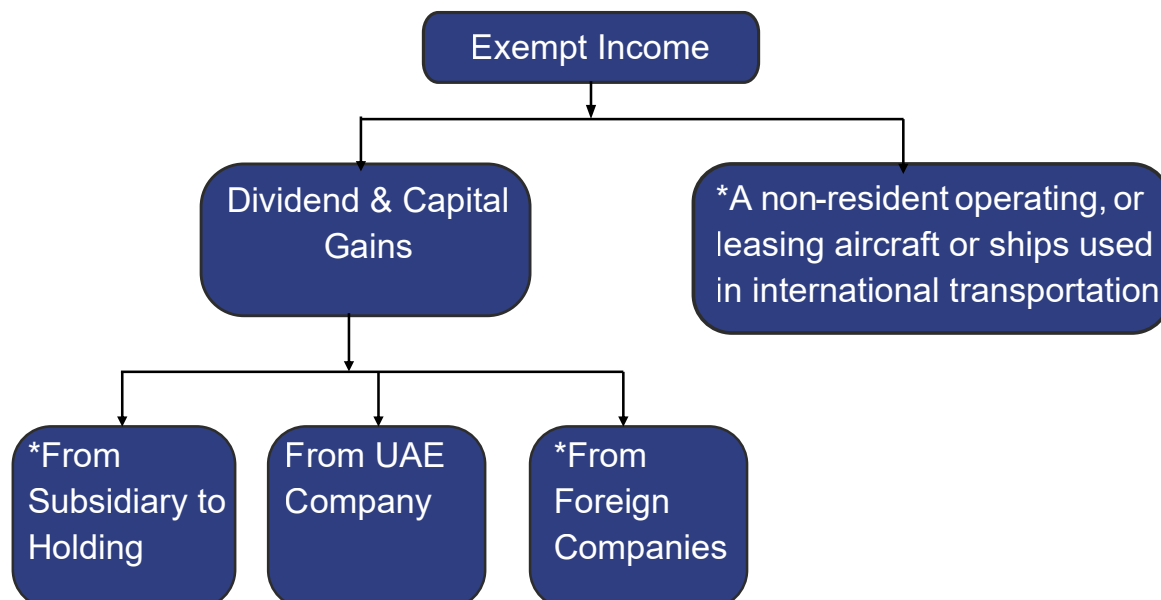 Exempt Income
Dividend & Capital
Gains
*A non-resident operating, or
leasing aircraft or ships used
in international transportation
*From
Subsidiary to
Holding
From UAE
Company
*From
Foreign
Companies